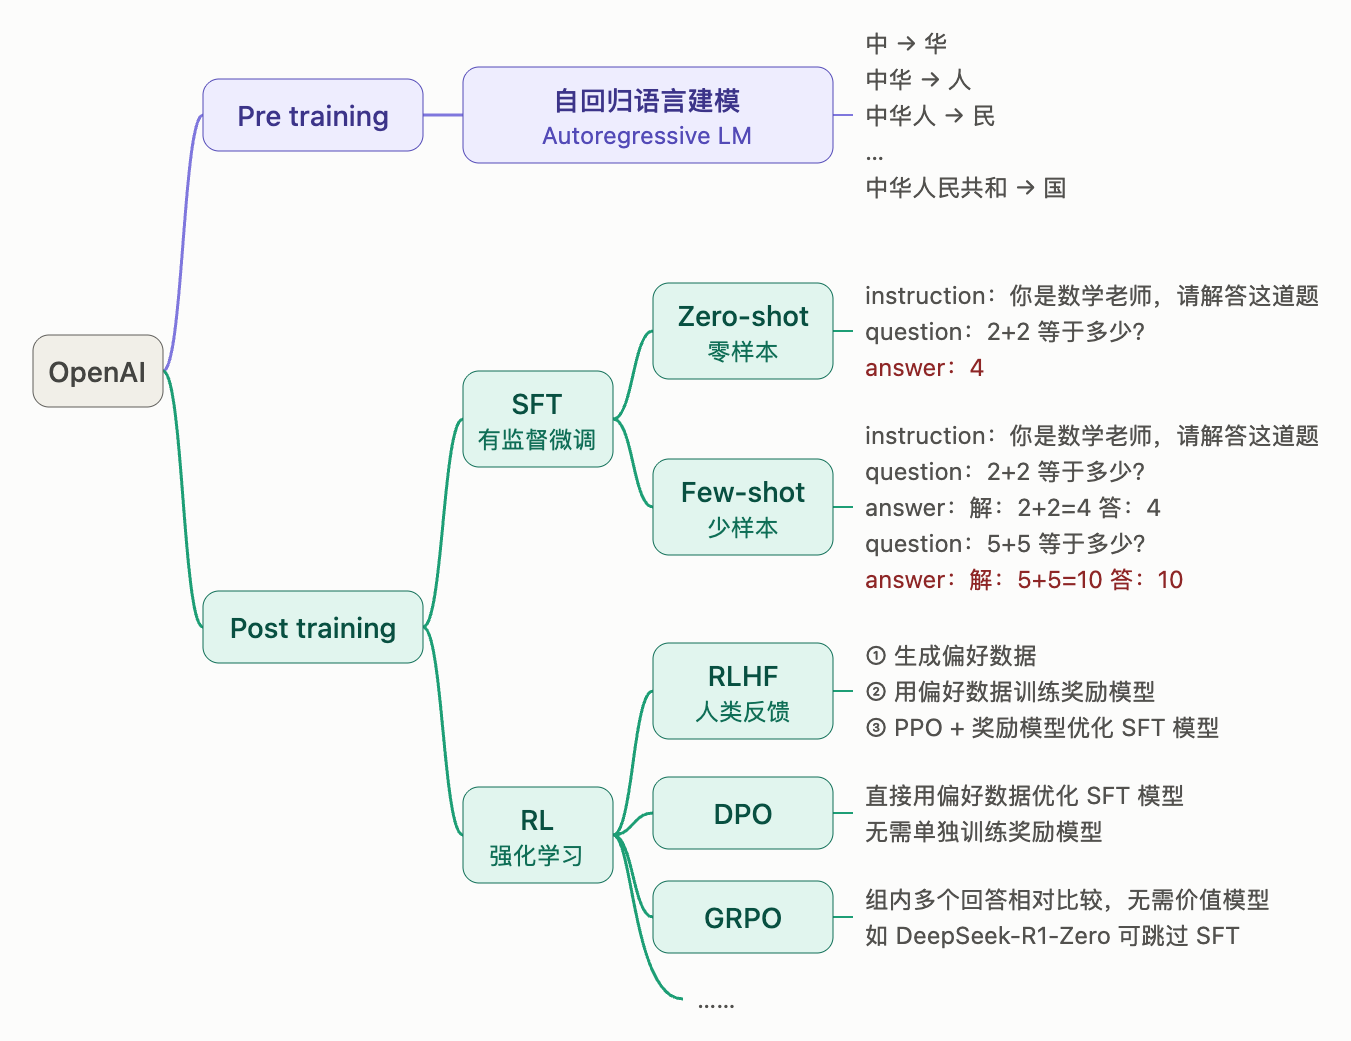 OpenAI
Pre training
自回归语言建模
Autoregressive LM
中 → 华
中华 → 人
中华人 → 民
...
中华人民共和 → 国
Post training
SFT
有监督微调
Zero-shot
零样本
instruction：你是数学老师，请解答这道题
question：2+2 等于多少？
answer：4
Few-shot
少样本
instruction：你是数学老师，请解答这道题
question：2+2 等于多少？
answer：解：2+2=4 答：4
question：5+5 等于多少？
answer：解：5+5=10 答：10
RL
强化学习
RLHF
人类反馈
① 生成偏好数据
② 用偏好数据训练奖励模型
③ PPO + 奖励模型优化 SFT 模型
DPO
直接用偏好数据优化 SFT 模型
无需单独训练奖励模型
GRPO
组内多个回答相对比较，无需价值模型
如 DeepSeek-R1-Zero 可跳过 SFT
……